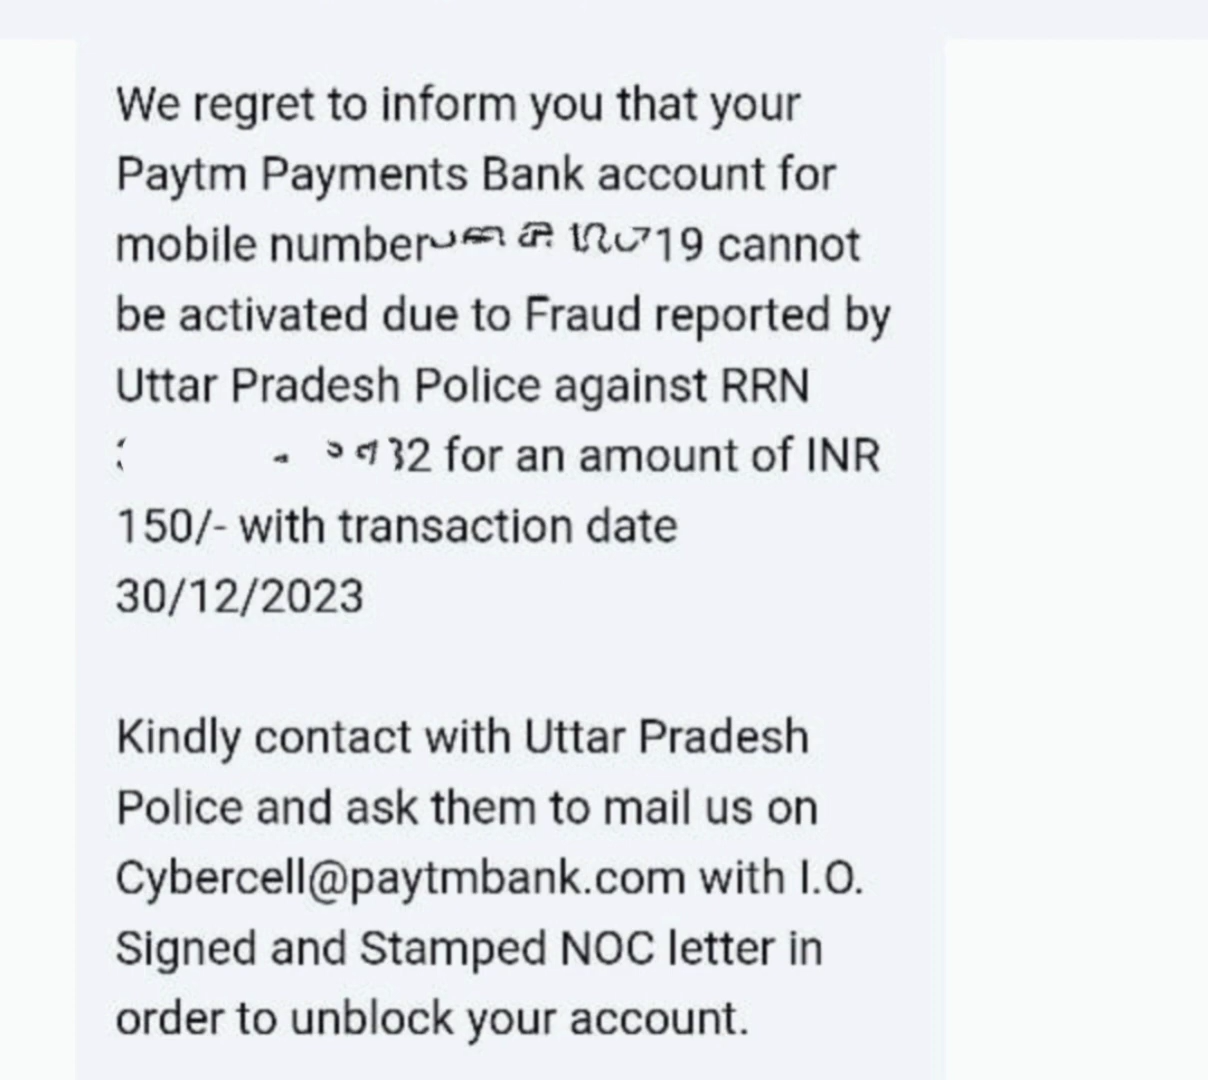 We regret to inform you that your
Paytm Payments Bank account for
mobile number 19 cannot
be activated due to Fraud reported by
Uttar Pradesh Police against RRN
32 for an amount of INR
150/- with transaction date
30/12/2023
Kindly contact with Uttar Pradesh
Police and ask them to mail us on
Cybercell@paytmbank.com with I.O.
Signed and Stamped NOC letter in
order to unblock your account.